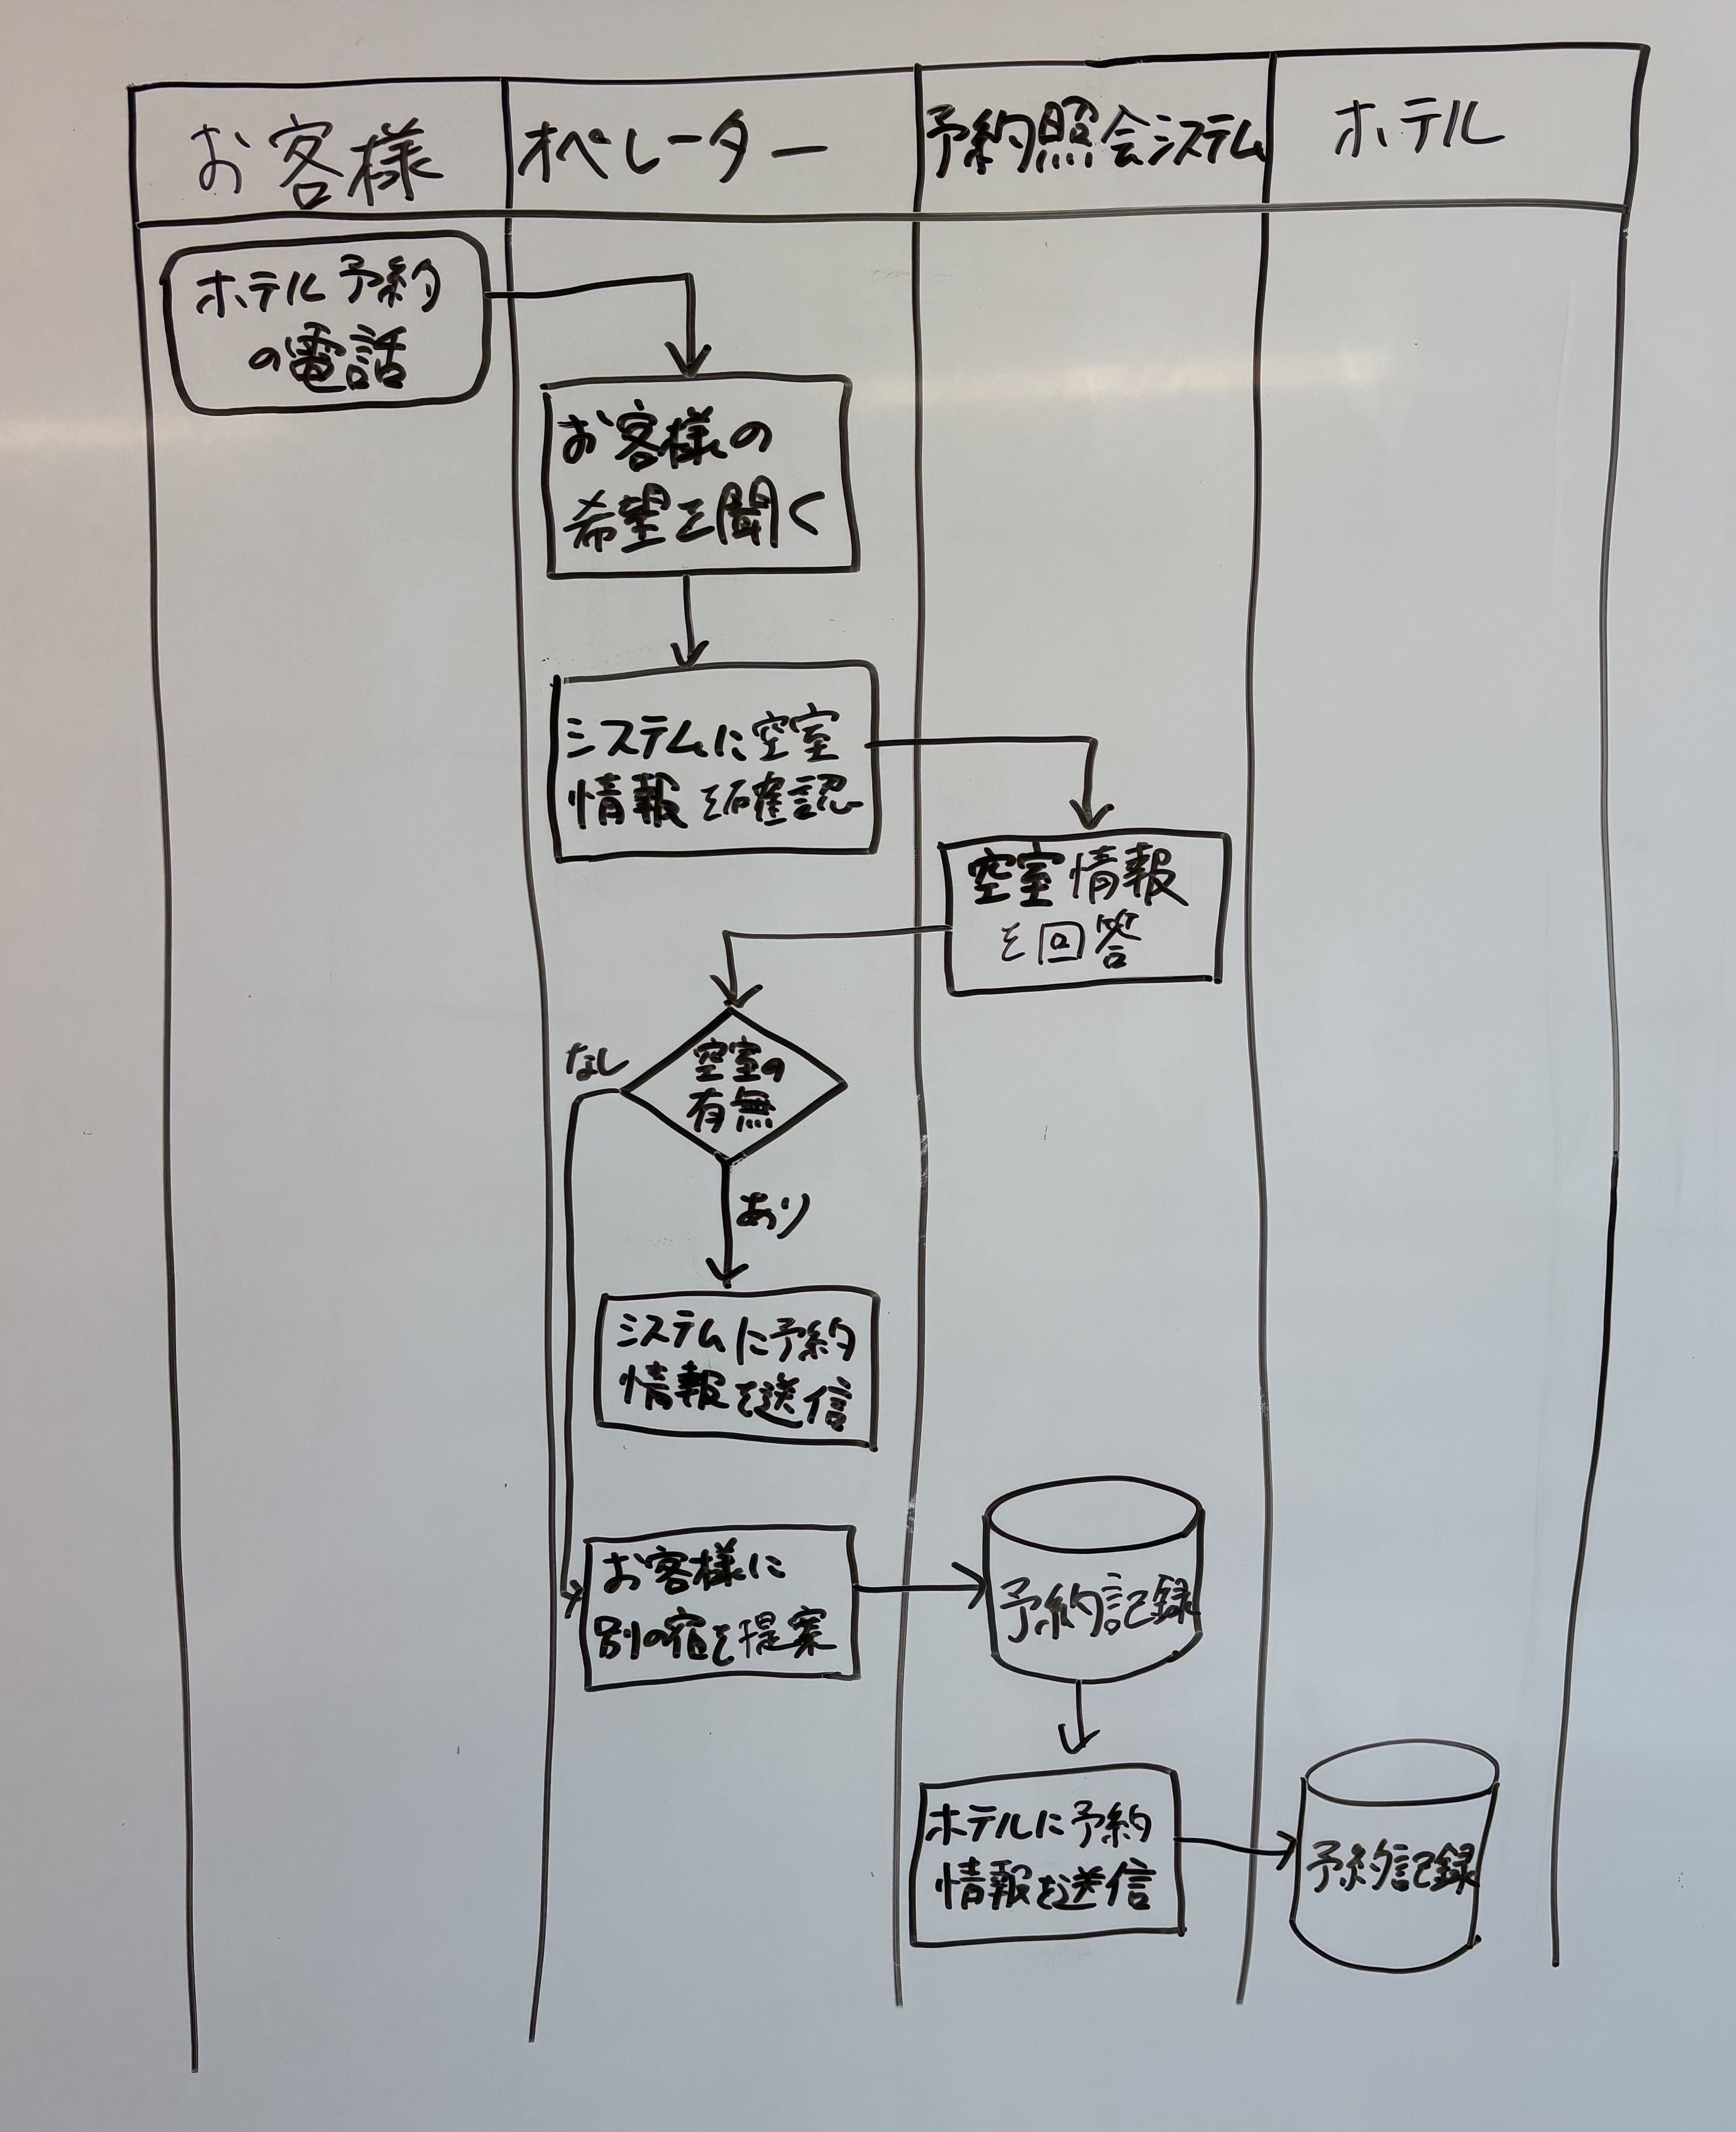 お客様
オペレーター
予約照会システム
ホテル
ホテル予約
の電話
お客様の
希望を聞く
システムに空室
情報を確認
空室情報
を回答
空室の
有無
なし
あり
システムに予約
情報を送信
お客様に
別の宿を提案
予約記録
ホテルに予約
情報を送信
予約記録